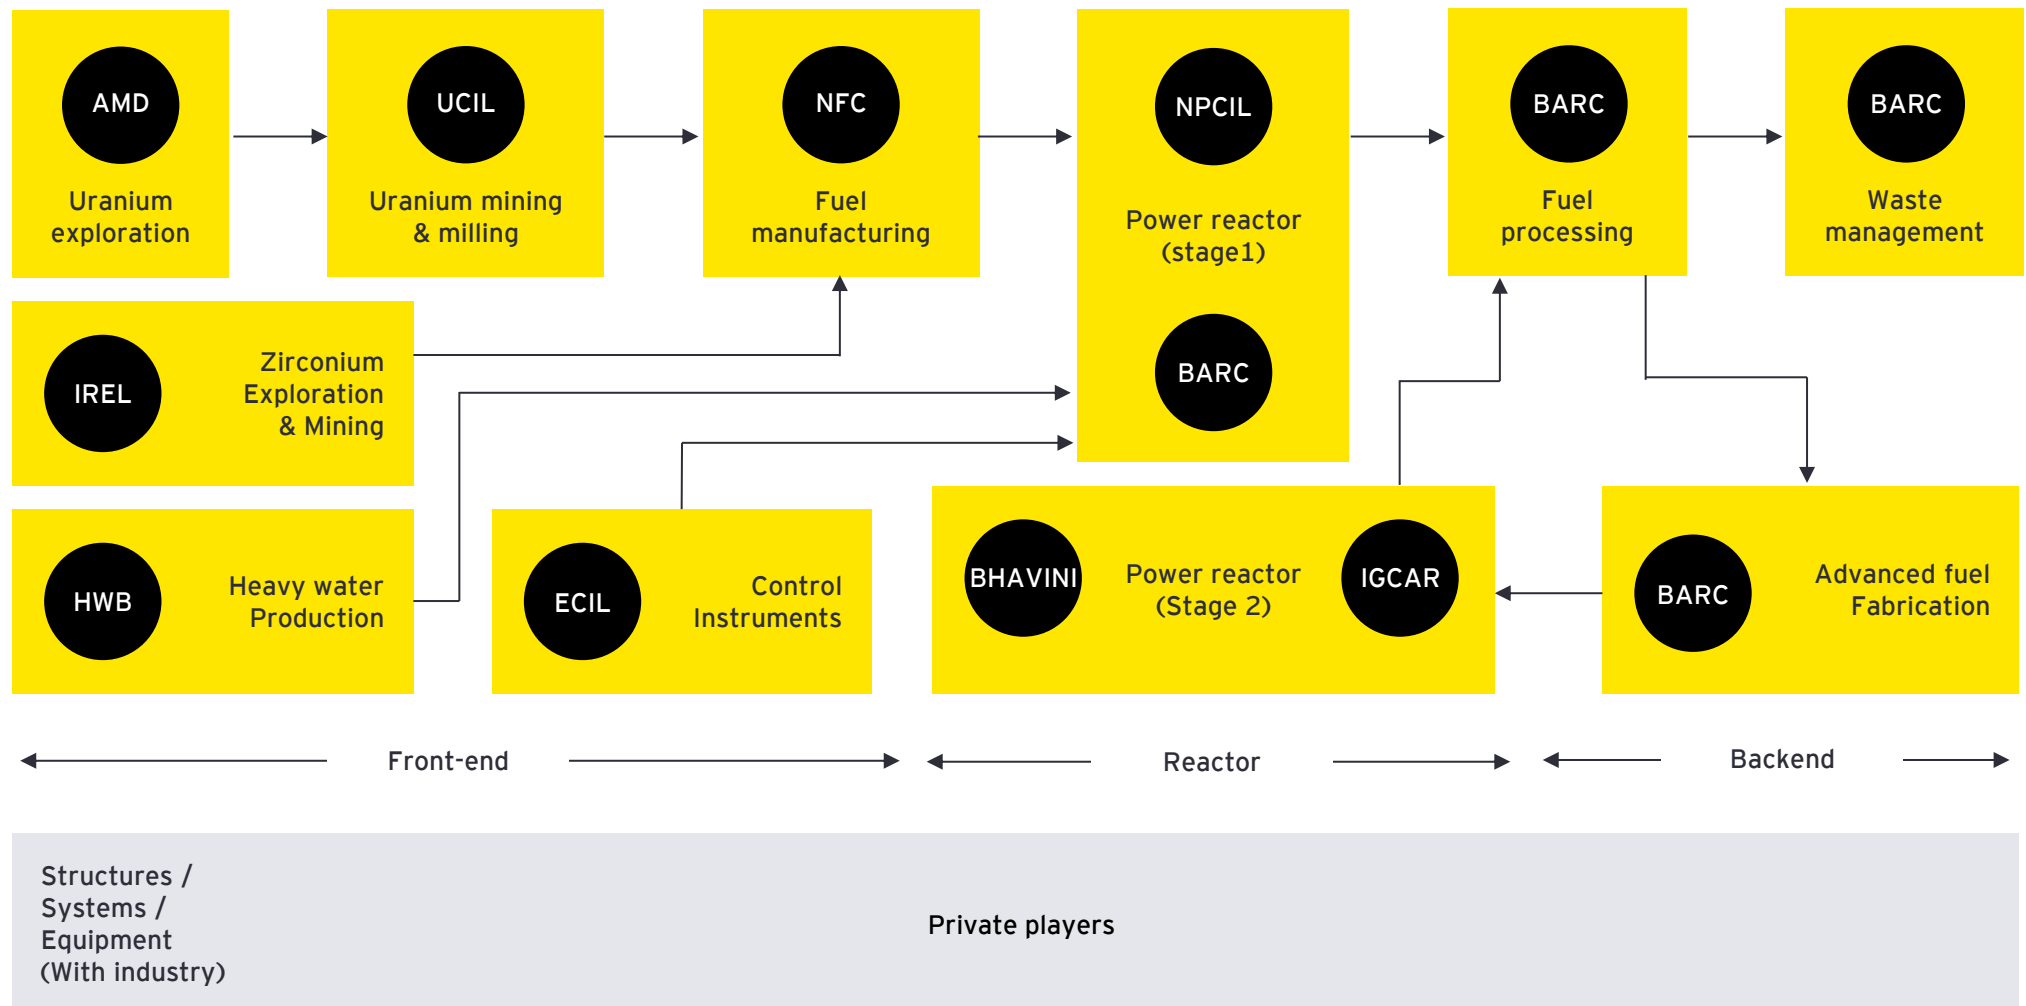 AMD
Uranium
exploration
UCIL
Uranium mining
& milling
NFC
Fuel
manufacturing
NPCIL
Power reactor
(stage1)
BARC
BARC
Fuel
processing
BARC
Waste
management
IREL
Zirconium
Exploration
& Mining
HWB
Heavy water
Production
ECIL
Control
Instruments
BHAVINI
Power reactor
(Stage 2)
IGCAR
BARC
Advanced fuel
Fabrication
Front-end
Reactor
Backend
Structures /
Systems /
Equipment
(With industry)
Private players